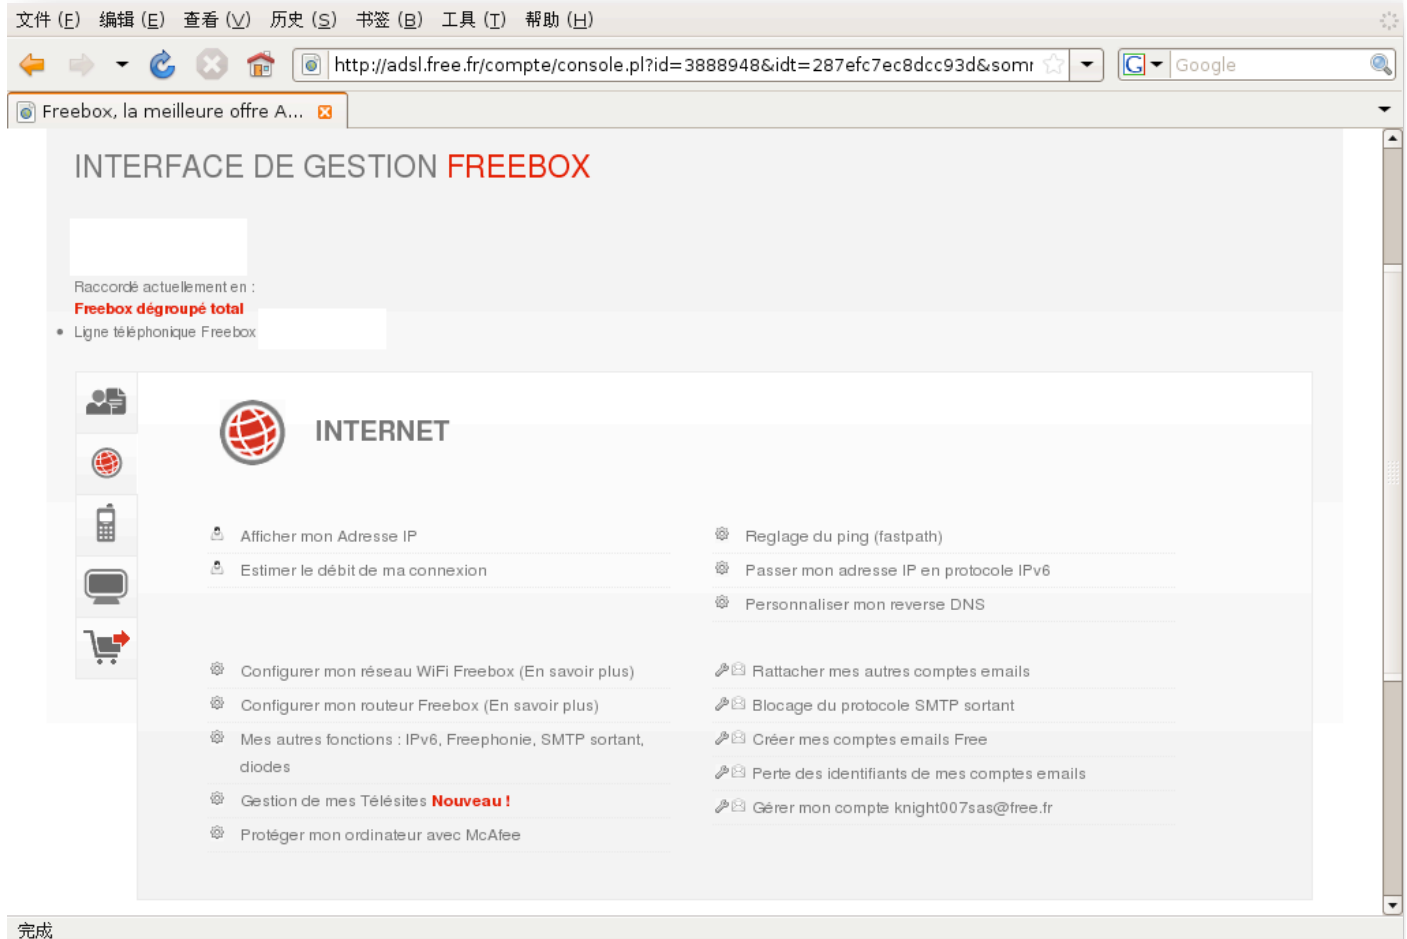 文件 (F) 编辑 (E) 查看 (V) 历史 (S) 书签 (B) 工具 (T) 帮助 (H)
http://adsl.free.fr/compte/console.pl?id=3888948&idt=287efc7ec8dcc93d&somr
Google
Freebox, la meilleure offre A...
INTERFACE DE GESTION FREEBOX
Raccordé actuellement en :
Freebox dégroupé total
Ligne téléphonique Freebox
INTERNET
Afficher mon Adresse IP
Estimer le débit de ma connexion
Reglage du ping (fastpath)
Passer mon adresse IP en protocole IPv6
Personnaliser mon reverse DNS
Configurer mon réseau WiFi Freebox (En savoir plus)
Configurer mon routeur Freebox (En savoir plus)
Mes autres fonctions : IPv6, Freephonie, SMTP sortant,
diodes
Gestion de mes Télésites Nouveau !
Protéger mon ordinateur avec McAfee
Rattacher mes autres comptes emails
Blocage du protocole SMTP sortant
Créer mes comptes emails Free
Perte des identifiants de mes comptes emails
Gérer mon compte knight007sas@free.fr
完成